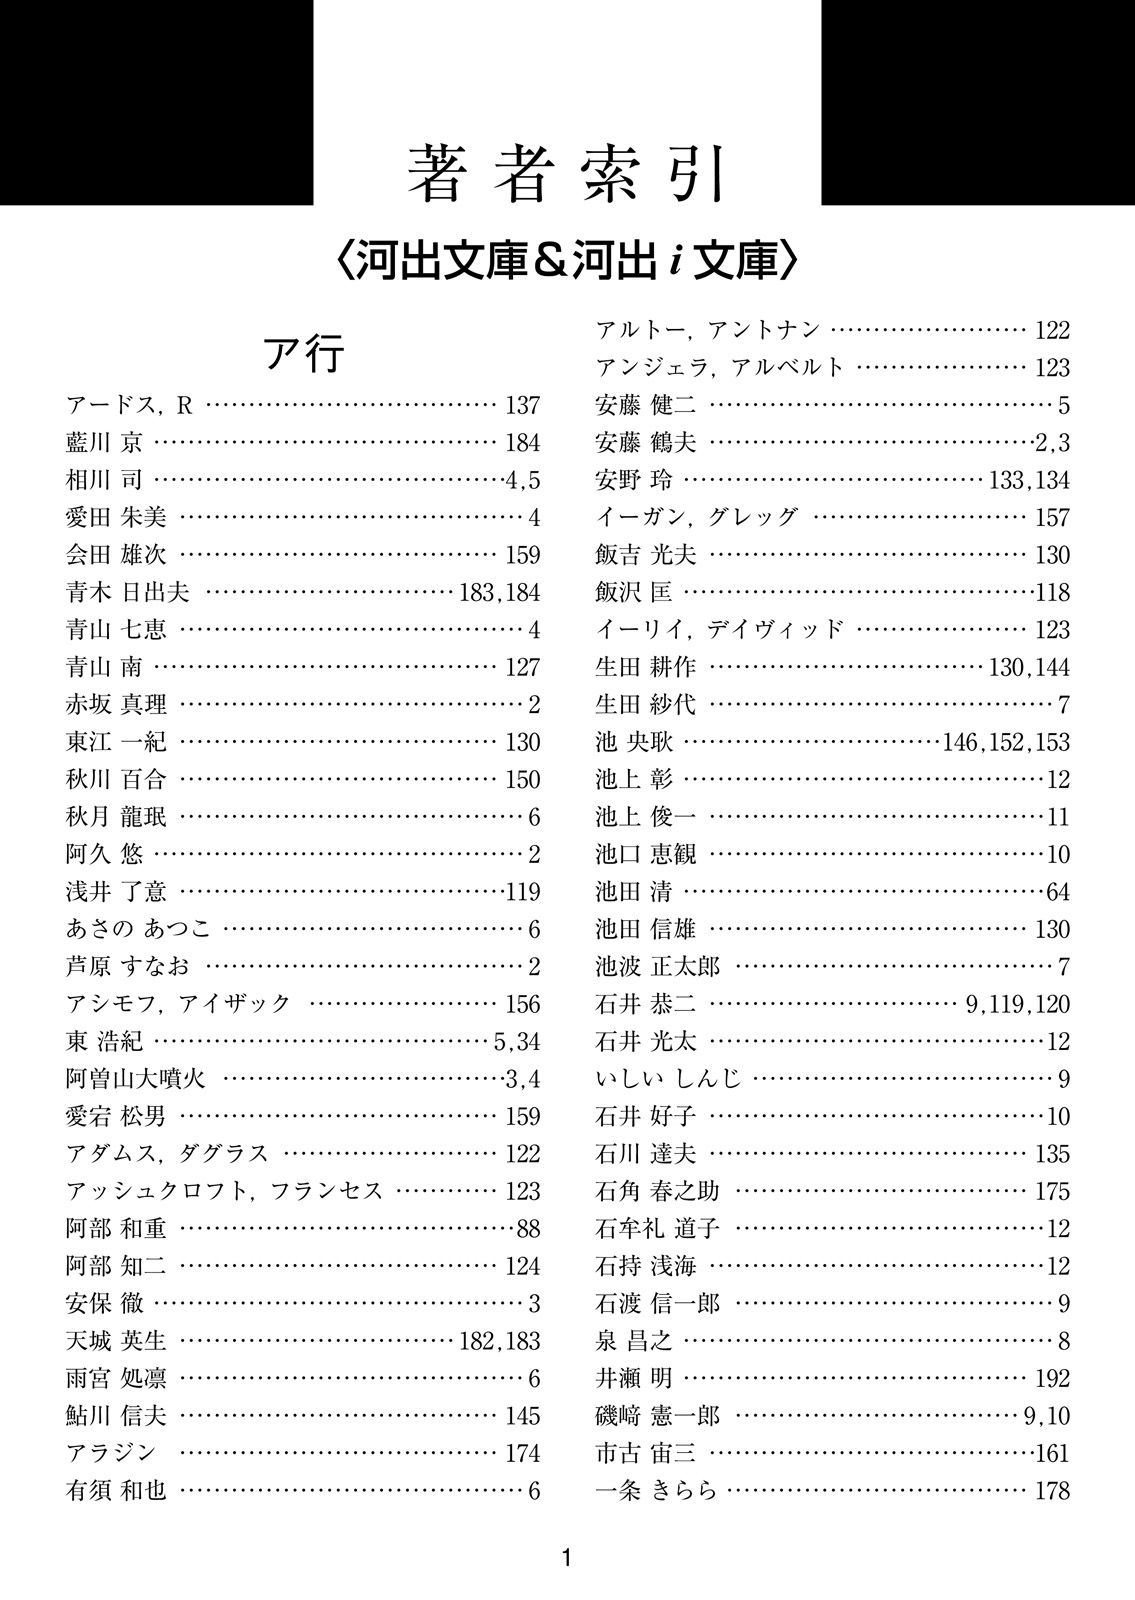 著者索引
〈河出文庫&河出i文庫〉
ア行
アードス, R ……………………………… 137
藍川 京 ……………………………… 184
相川 司 ……………………………… 4,5
愛田 朱美 ……………………………… 4
会田 雄次 ……………………………… 159
青木 日出夫 ……………………………… 183,184
青山 七恵 ……………………………… 4
青山 南 ……………………………… 127
赤坂 真理 ……………………………… 2
東江 一紀 ……………………………… 130
秋川 百合 ……………………………… 150
秋月 龍珉 ……………………………… 6
阿久 悠 ……………………………… 2
浅井 了意 ……………………………… 119
あさの あつこ ……………………………… 6
芦原 すなお ……………………………… 2
アシモフ, アイザック ……………………………… 156
東 浩紀 ……………………………… 5,34
阿曽山大噴火 ……………………………… 3,4
愛宕 松男 ……………………………… 159
アダムス, ダグラス ……………………………… 122
アッシュクロフト, フランセス ……………………………… 123
阿部 和重 ……………………………… 88
阿部 知二 ……………………………… 124
安保 徹 ……………………………… 3
天城 英生 ……………………………… 182,183
雨宮 処凛 ……………………………… 6
鮎川 信夫 ……………………………… 145
アラジン ……………………………… 174
有須 和也 ……………………………… 6
アルトー, アントナン ……………………………… 122
アンジェラ, アルベルト ……………………………… 123
安藤 健二 ……………………………… 5
安藤 鶴夫 ……………………………… 2,3
安野 玲 ……………………………… 133,134
イーガン, グレッグ ……………………………… 157
飯吉 光夫 ……………………………… 130
飯沢 匡 ……………………………… 118
イーリイ, デイヴィッド ……………………………… 123
生田 耕作 ……………………………… 130,144
生田 紗代 ……………………………… 7
池 央耿 ……………………………… 146,152,153
池上 彰 ……………………………… 12
池上 俊一 ……………………………… 11
池口 恵観 ……………………………… 10
池田 清 ……………………………… 64
池田 信雄 ……………………………… 130
池波 正太郎 ……………………………… 7
石井 恭二 ……………………………… 9,119,120
石井 光太 ……………………………… 12
いしい しんじ ……………………………… 9
石井 好子 ……………………………… 10
石川 達夫 ……………………………… 135
石角 春之助 ……………………………… 175
石牟礼 道子 ……………………………… 12
石持 浅海 ……………………………… 12
石渡 信一郎 ……………………………… 9
泉 昌之 ……………………………… 8
井瀬 明 ……………………………… 192
磯﨑 憲一郎 ……………………………… 9,10
市古 宙三 ……………………………… 161
一条 きらら ……………………………… 178
1